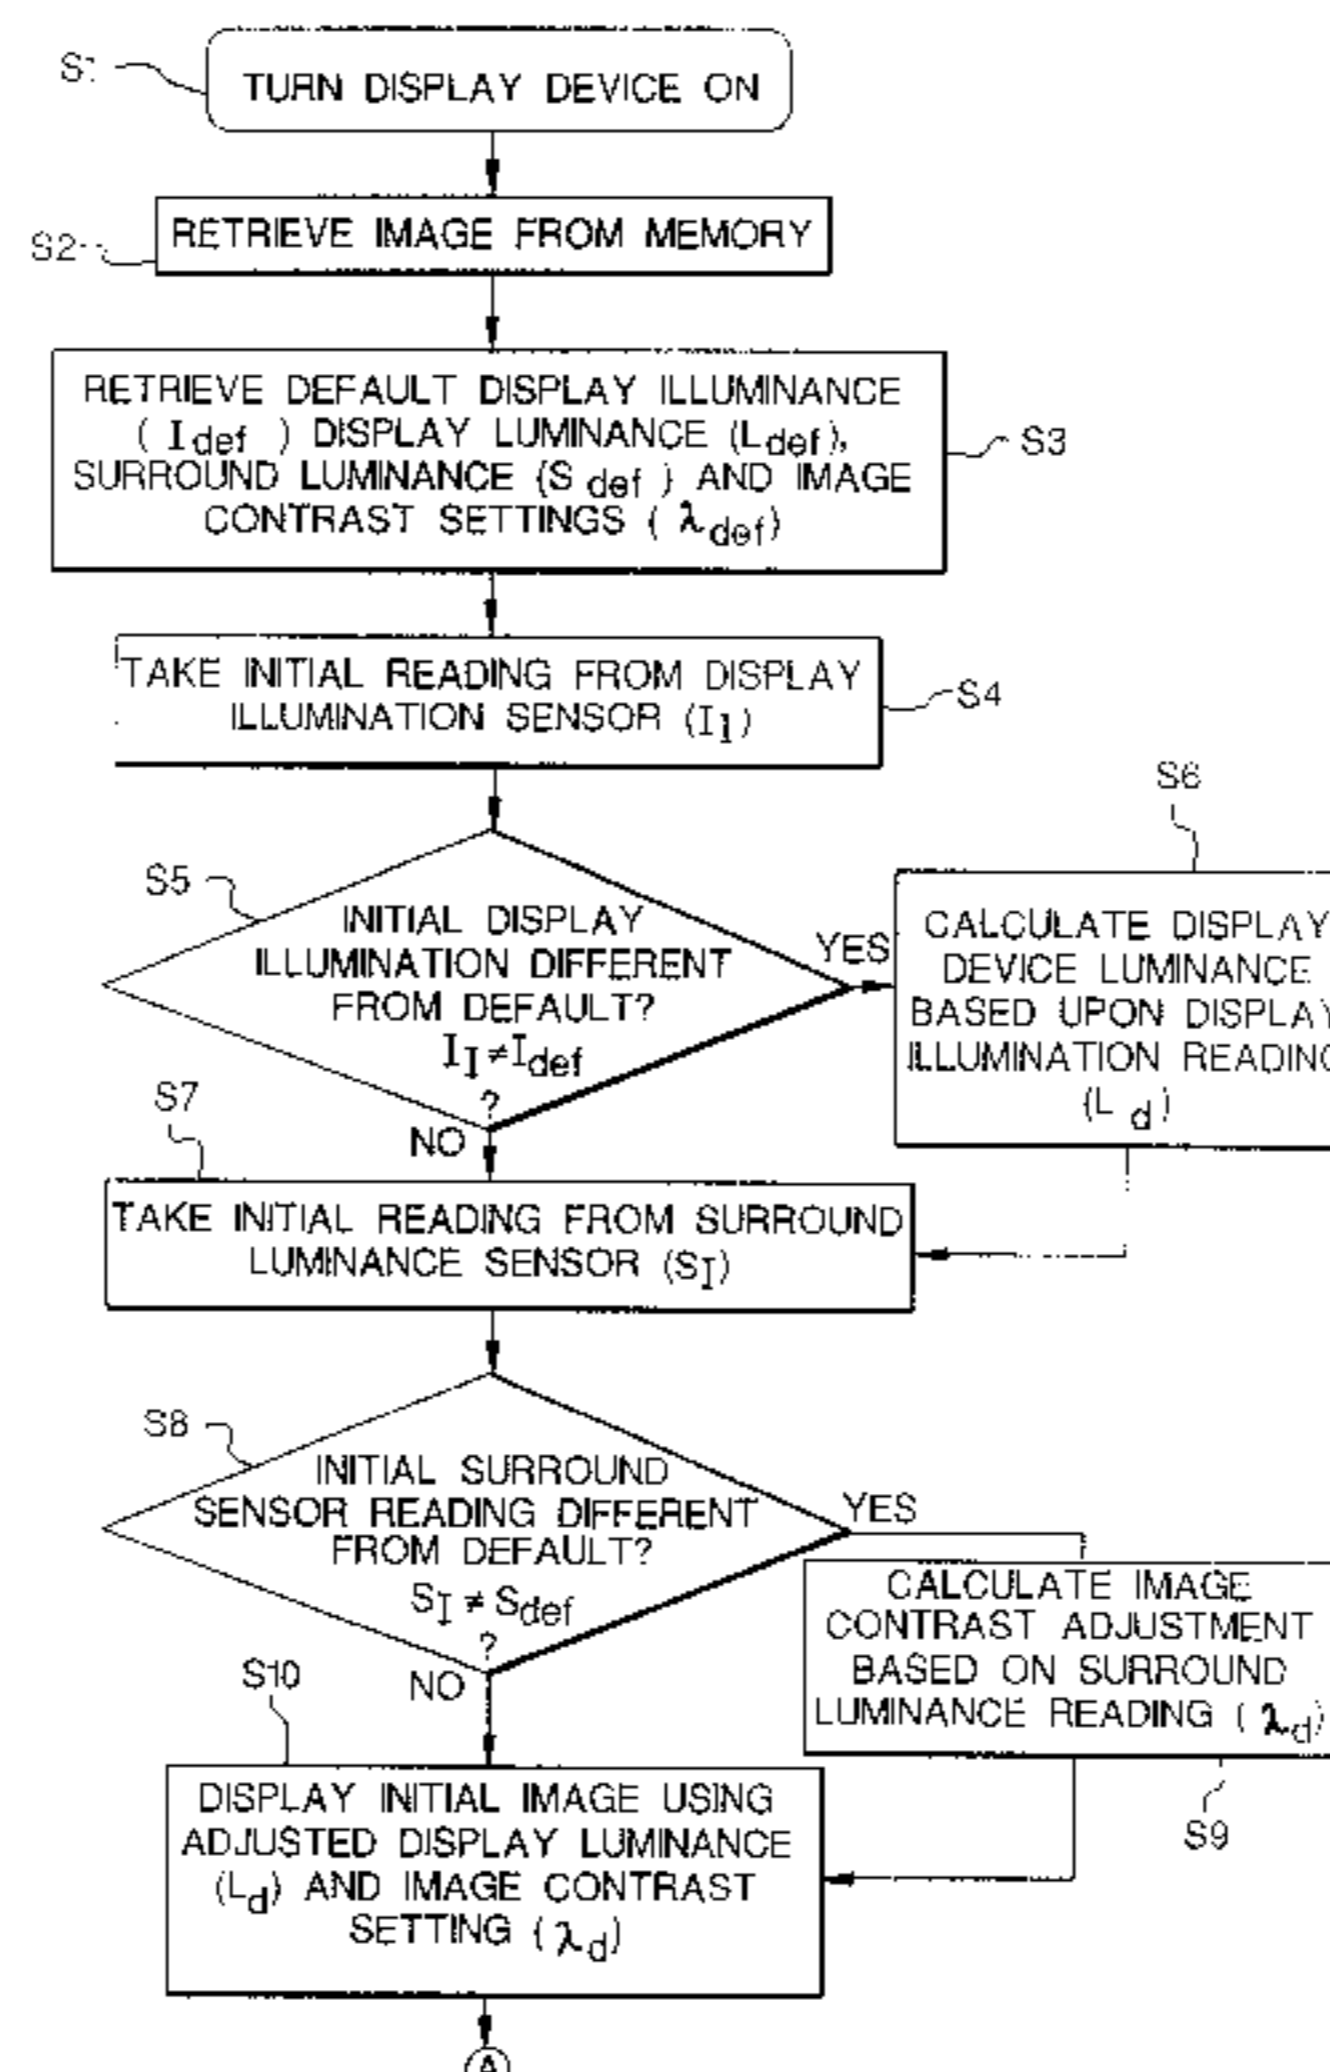 S1
TURN DISPLAY DEVICE ON
S2
RETRIEVE IMAGE FROM MEMORY
RETRIEVE DEFAULT DISPLAY ILLUMINANCE
( I def ) DISPLAY LUMINANCE (Ldef),
SURROUND LUMINANCE (S def ) AND IMAGE
CONTRAST SETTINGS ( λdef)
S3
TAKE INITIAL READING FROM DISPLAY
ILLUMINATION SENSOR (I1)
S4
S5
INITIAL DISPLAY
ILLUMINATION DIFFERENT
FROM DEFAULT?
II ≠ Idef
?
YES
NO
S6
CALCULATE DISPLAY
DEVICE LUMINANCE
BASED UPON DISPLAY
ILLUMINATION READING
(L d )
S7
TAKE INITIAL READING FROM SURROUND
LUMINANCE SENSOR (SI)
S8
INITIAL SURROUND
SENSOR READING DIFFERENT
FROM DEFAULT?
SI ≠ Sdef
?
YES
NO
CALCULATE IMAGE
CONTRAST ADJUSTMENT
BASED ON SURROUND
LUMINANCE READING ( λd)
S9
S10
DISPLAY INITIAL IMAGE USING
ADJUSTED DISPLAY LUMINANCE
(Ld) AND IMAGE CONTRAST
SETTING ( λd)
A